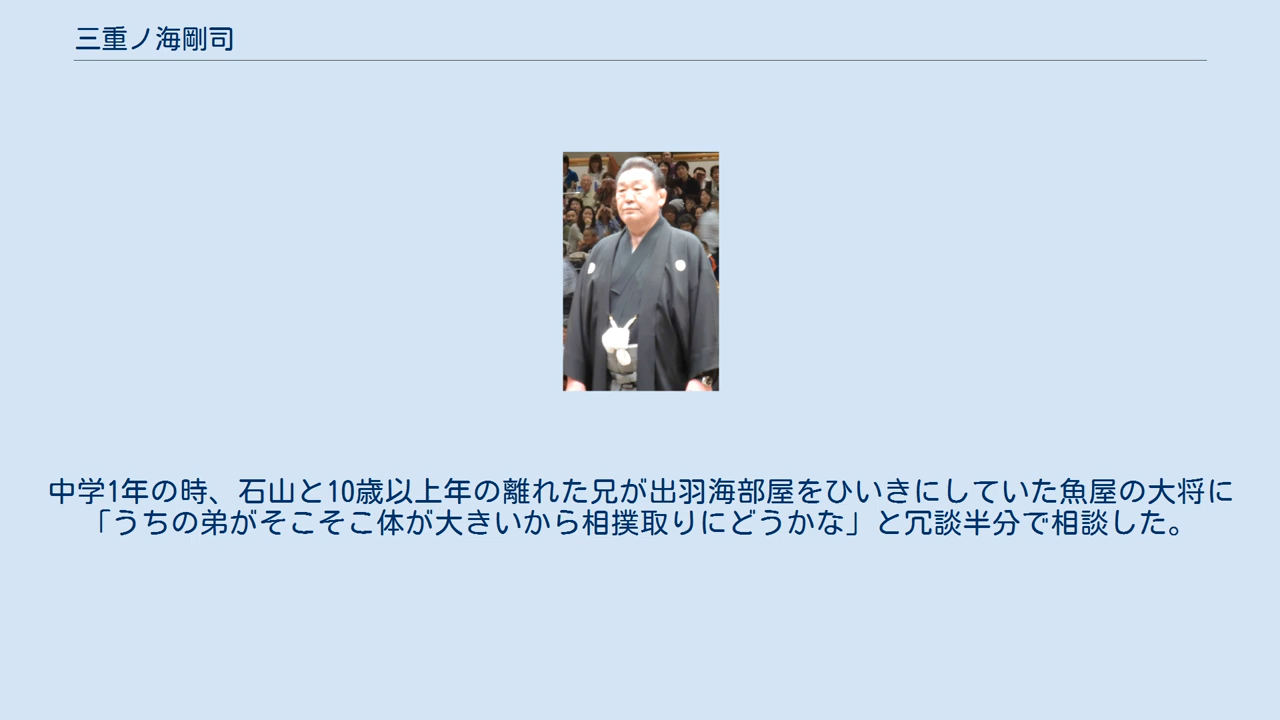 三重ノ海剛司
中学1年の時、石山と10歳以上年の離れた兄が出羽海部屋をひいきにしていた魚屋の大将に
「うちの弟がそこそこ体が大きいから相撲取りにどうかな」と冗談半分で相談した。